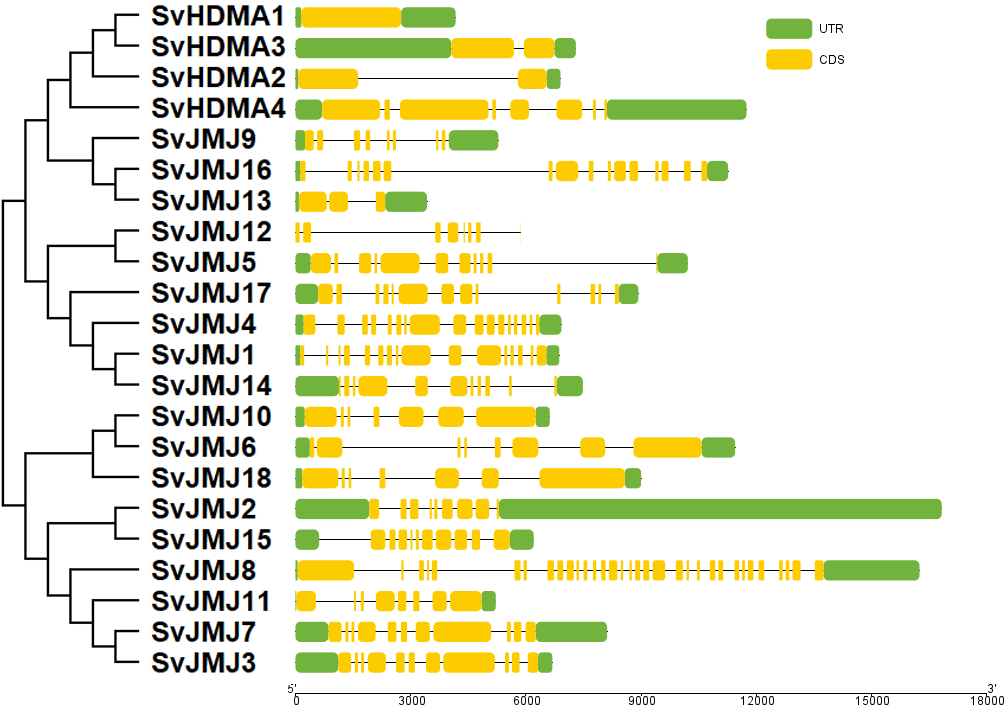 SvHDMA1
UTR
SvHDMA3
CDS
SvHDMA2
SvHDMA4
SvJMJ9
SvJMJ16
SvJMJ13
SvJMJ12
SvJMJ5
SvJMJ17
SvJMJ4
SvJMJ1
SvJMJ14
SvJMJ10
SvJMJ6
SvJMJ18
SvJMJ2
SvJMJ15
SvJMJ8
SvJMJ11
SvJMJ7
SvJMJ3
5' 3'
0 3000 6000 9000 12000 15000 18000